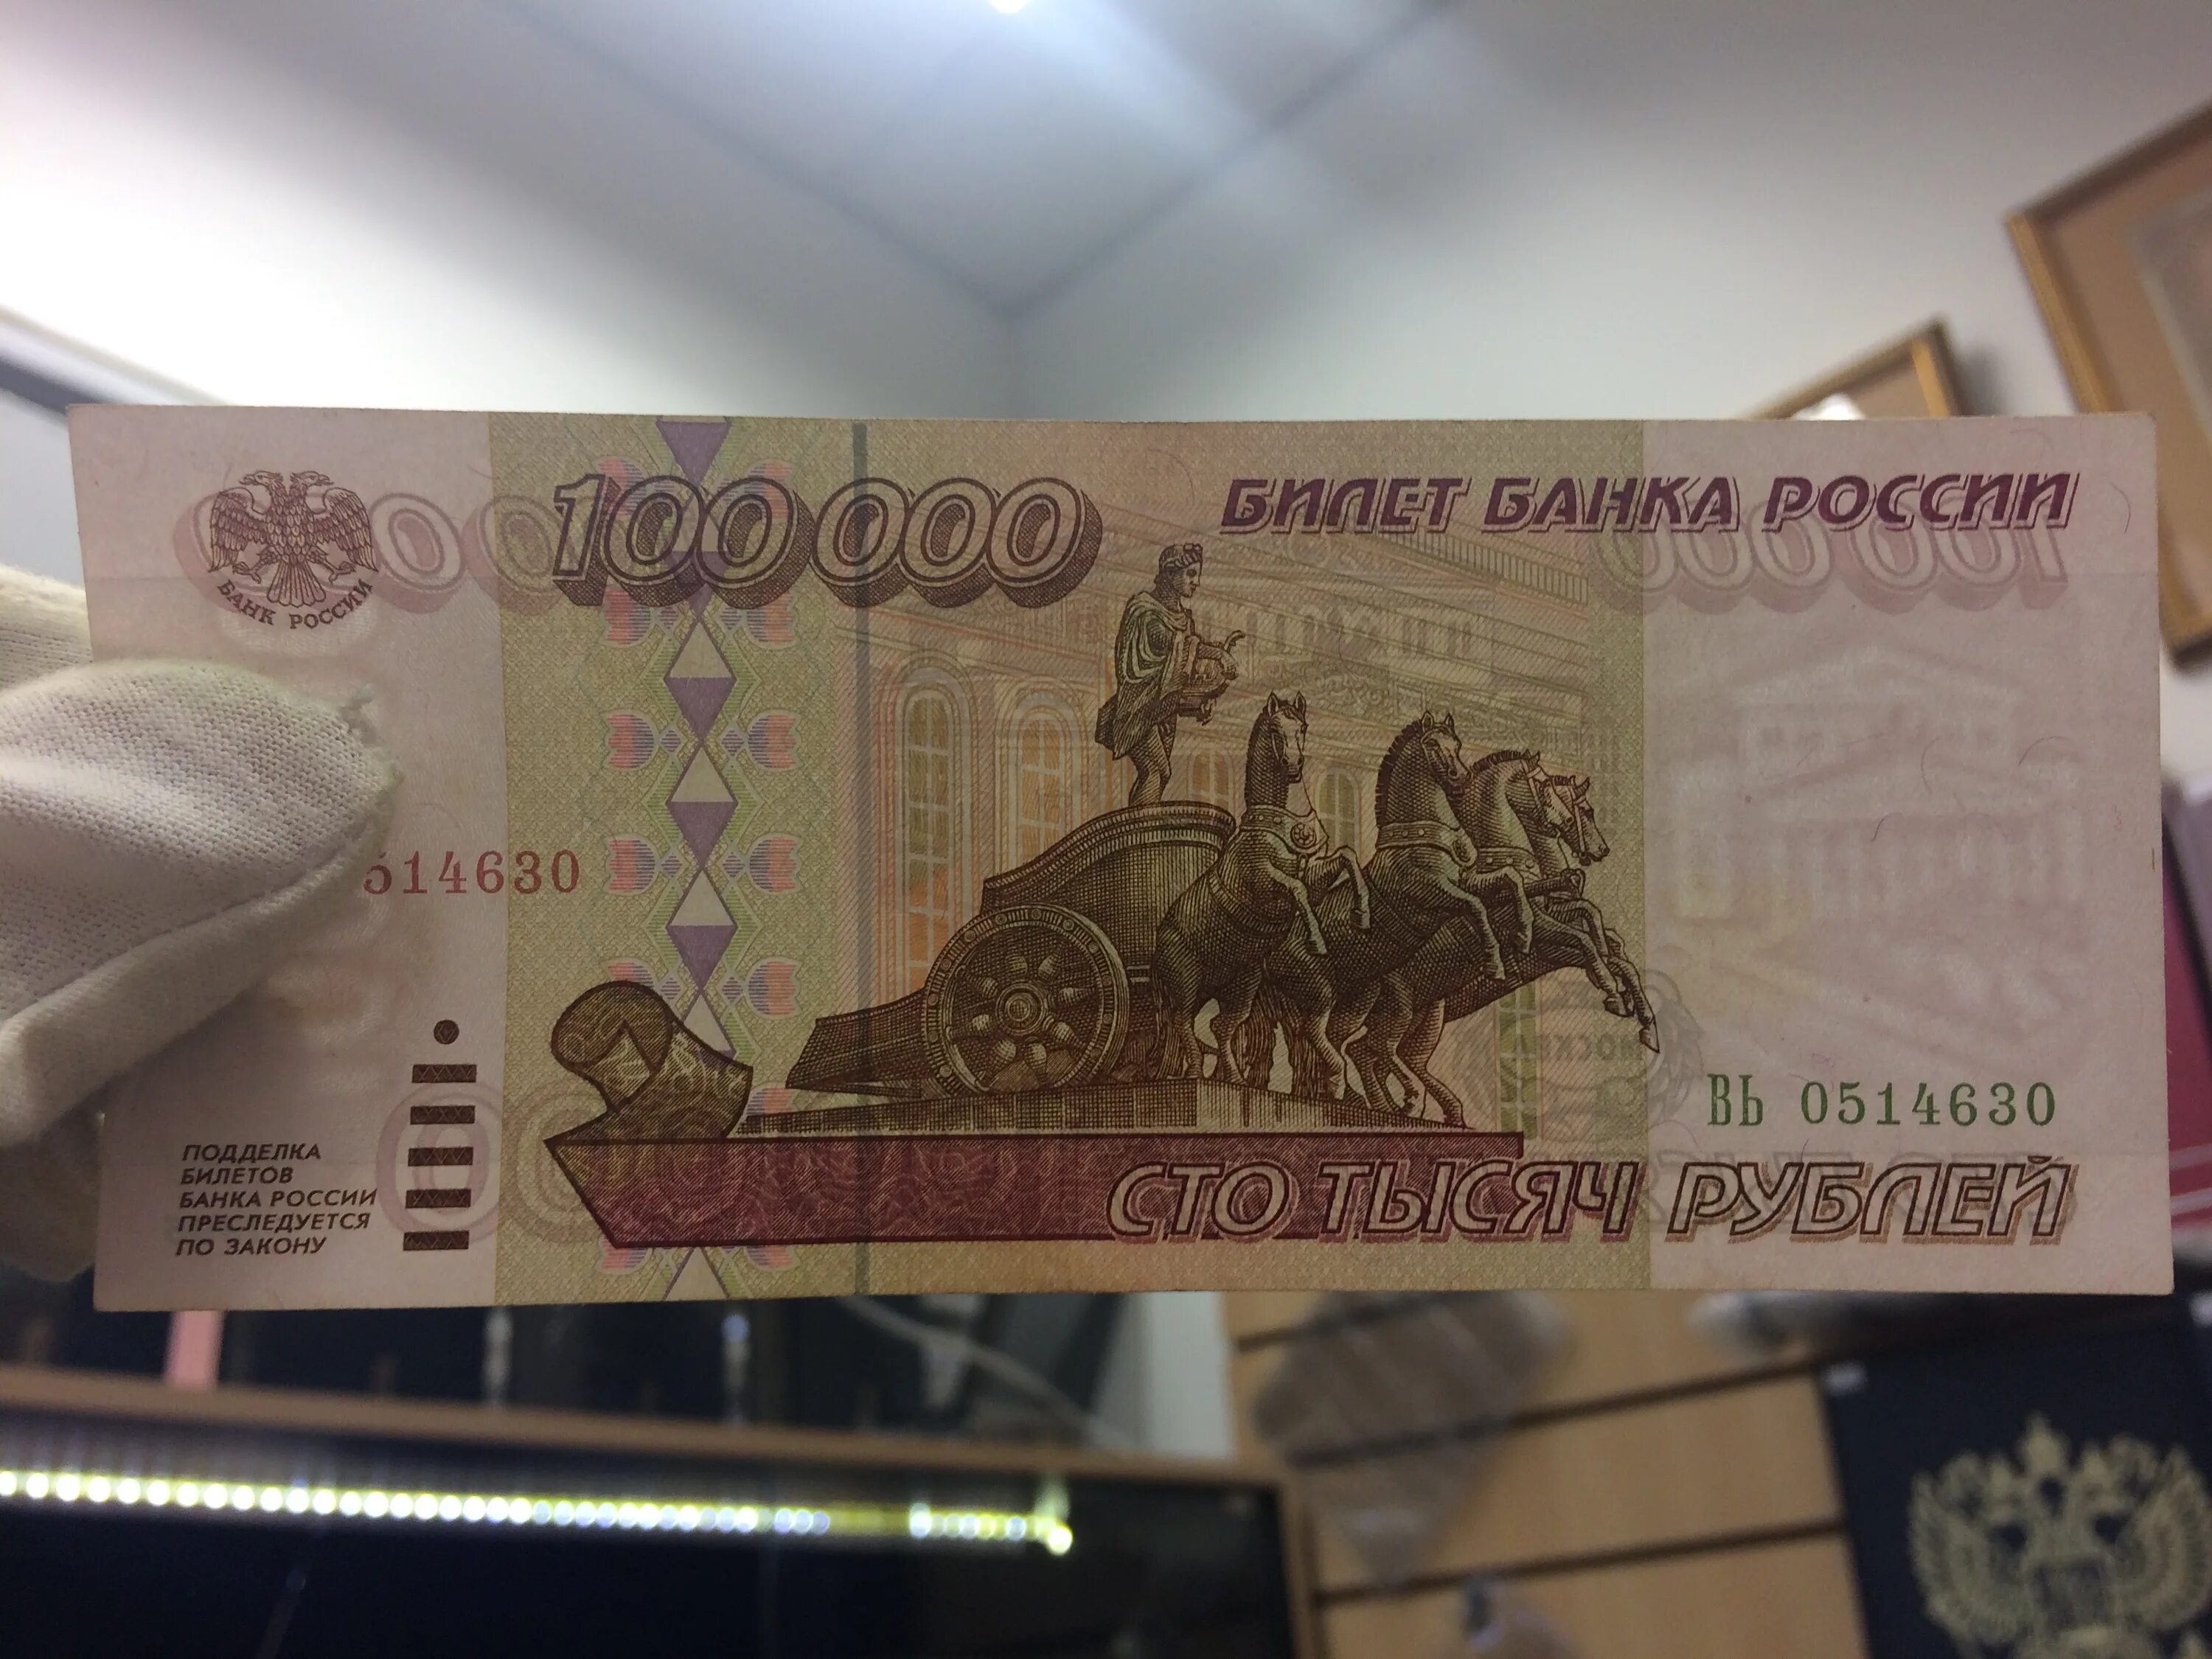 100 000
БИЛЕТ БАНКА РОССИИ
БАНК РОССИИ
514630
ВЬ 0514630
ПОДДЕЛКА
БИЛЕТОВ
БАНКА РОССИИ
ПРЕСЛЕДУЕТСЯ
ПО ЗАКОНУ
СТО ТЫСЯЧ РУБЛЕЙ